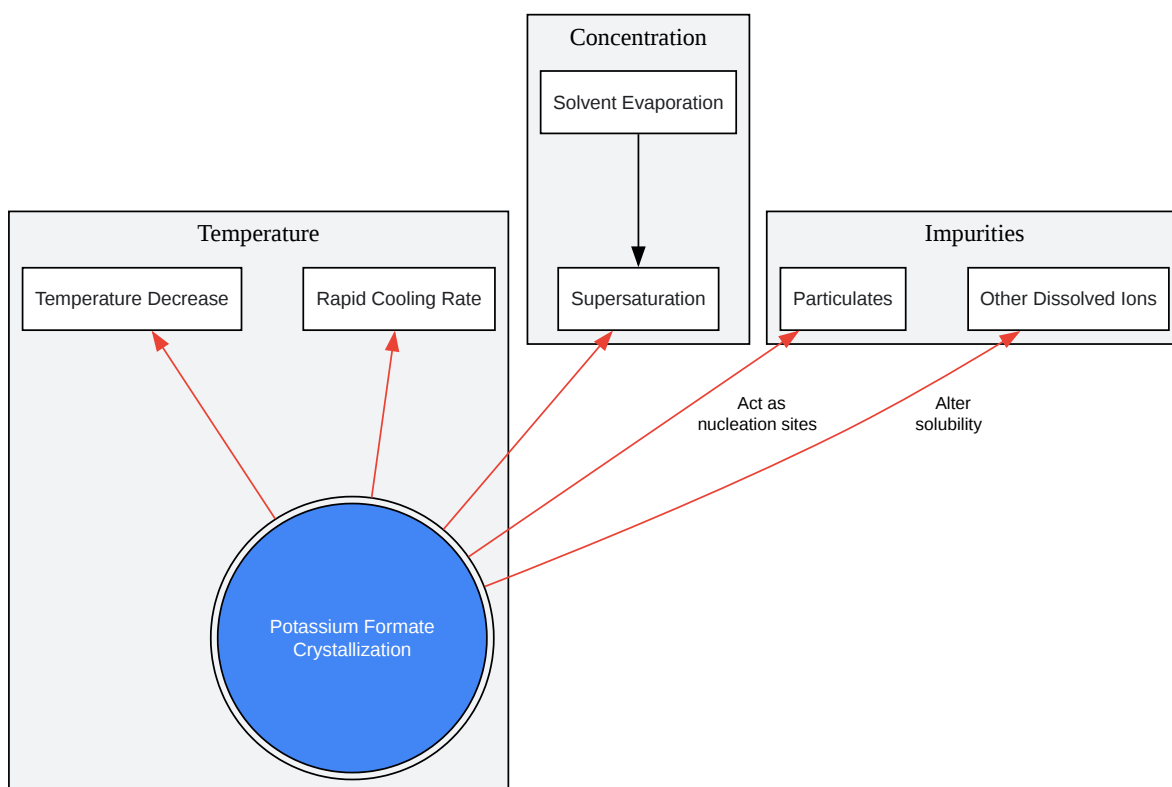 Concentration
Solvent Evaporation
Temperature
Impurities
Temperature Decrease
Rapid Cooling Rate
Supersaturation
Particulates
Other Dissolved Ions
Act as
nucleation sites
Alter
solubility
Potassium Formate
Crystallization